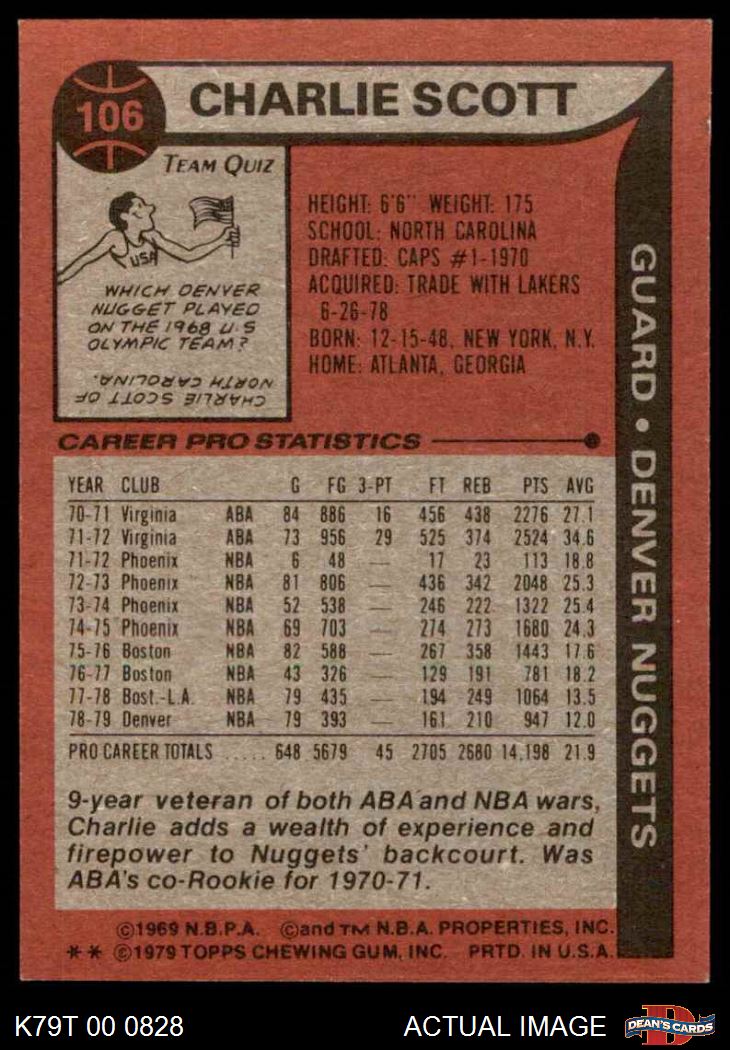 106
CHARLIE SCOTT
TEAM QUIZ
USA
WHICH DENVER
NUGGET PLAYED
ON THE 1968 U.S
OLYMPIC TEAM?
CHARLIE SCOTT OF
NORTH CAROLINA.
HEIGHT: 6'6" WEIGHT: 175
SCHOOL: NORTH CAROLINA
DRAFTED: CAPS #1-1970
ACQUIRED: TRADE WITH LAKERS
6-26-78
BORN: 12-15-48, NEW YORK, N.Y.
HOME: ATLANTA, GEORGIA
GUARD • DENVER NUGGETS
CAREER PRO STATISTICS
YEAR CLUB G FG 3-PT FT REB PTS AVG
70-71 Virginia ABA 84 886 16 456 438 2276 27.1
71-72 Virginia ABA 73 956 29 525 374 2524 34.6
71-72 Phoenix NBA 6 48 — 17 23 113 18.8
72-73 Phoenix NBA 81 806 — 436 342 2048 25.3
73-74 Phoenix NBA 52 538 — 246 222 1322 25.4
74-75 Phoenix NBA 69 703 — 274 273 1680 24.3
75-76 Boston NBA 82 588 — 267 358 1443 17.6
76-77 Boston NBA 43 326 — 129 191 781 18.2
77-78 Bost.-L.A. NBA 79 435 — 194 249 1064 13.5
78-79 Denver NBA 79 393 — 161 210 947 12.0
PRO CAREER TOTALS ..... 648 5679 45 2705 2680 14,198 21.9
9-year veteran of both ABA and NBA wars,
Charlie adds a wealth of experience and
firepower to Nuggets' backcourt. Was
ABA's co-Rookie for 1970-71.
©1969 N.B.P.A. ©and TM N.B.A. PROPERTIES, INC.
** ©1979 TOPPS CHEWING GUM, INC. PRTD. IN U.S.A.
K79T 00 0828
ACTUAL IMAGE
D
DEAN'S CARDS